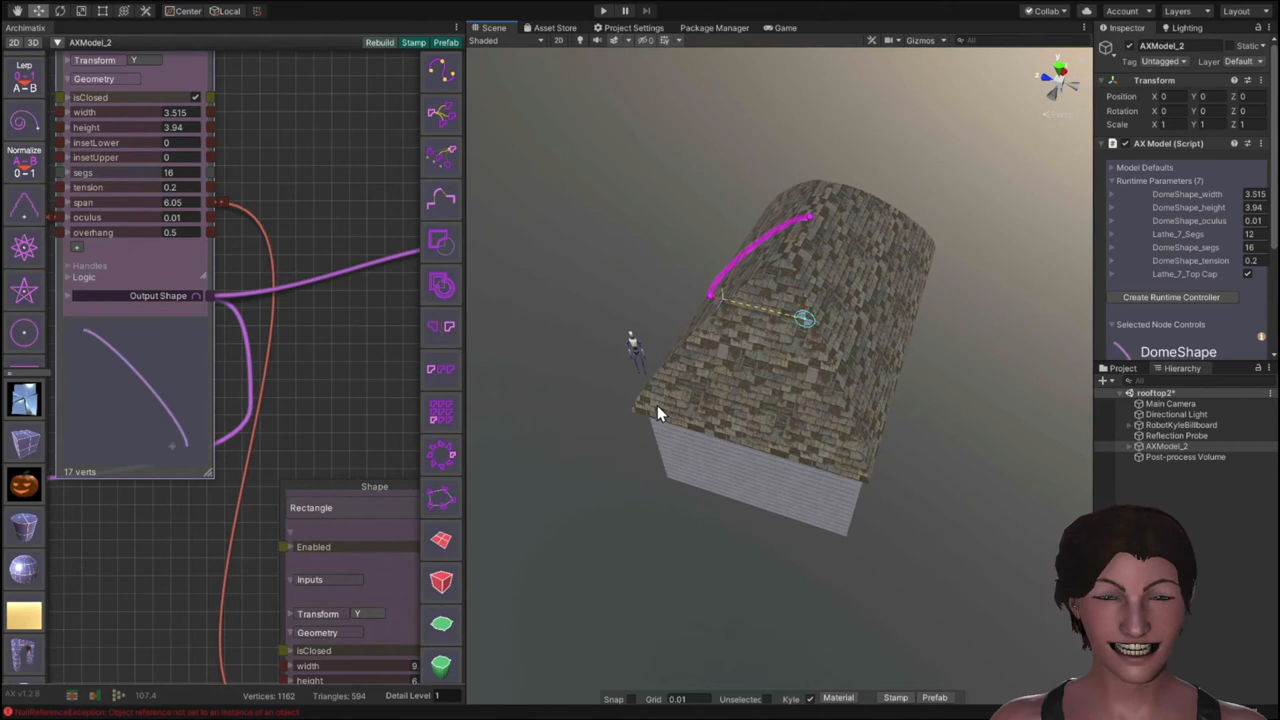 Center
Local
Collab
Account
Layers
Layout
Archimatix
Scene
Asset Store
Project Settings
Package Manager
Game
Inspector
Lighting
2D 3D
AXModel_2
Rebuild Stamp Prefab
Shaded
2D
0
Gizmos
All
AXModel_2
Static
Tag Untagged
Layer Default
Transform Y
Geometry
isClosed
width 3.515
height 3.94
insetLower 0
insetUpper 0
segs 16
tension 0.2
span 6.05
oculus 0.01
overhang 0.5
Handles
Logic
Output Shape
17 verts
Lerp
0-1
A-B
Normalize
A-B
0-1
Shape
Rectangle
Enabled
Inputs
Transform Y
Geometry
isClosed
width 9
height 6
y
x
z
Persp
Transform
Position X 0 Y 0 Z 0
Rotation X 0 Y 0 Z 0
Scale X 1 Y 1 Z 1
AX Model (Script)
Model Defaults
Runtime Parameters (7)
DomeShape_width 3.515
DomeShape_height 3.94
DomeShape_oculus 0.01
Lathe_7_Segs 12
DomeShape_segs 16
DomeShape_tension 0.2
Lathe_7_Top Cap
Create Runtime Controller
Selected Node Controls
DomeShape
Project
Hierarchy
All
rooftop2*
Main Camera
Directional Light
RobotKyleBillboard
Reflection Probe
AXModel_2
Post-process Volume
AX v1.2.8
107.4
Vertices: 1162
Triangles: 594
Detail Level 1
Snap
Grid 0.01
Unselected
Kyle
Material
Stamp
Prefab
NullReferenceException: Object reference not set to an instance of an object